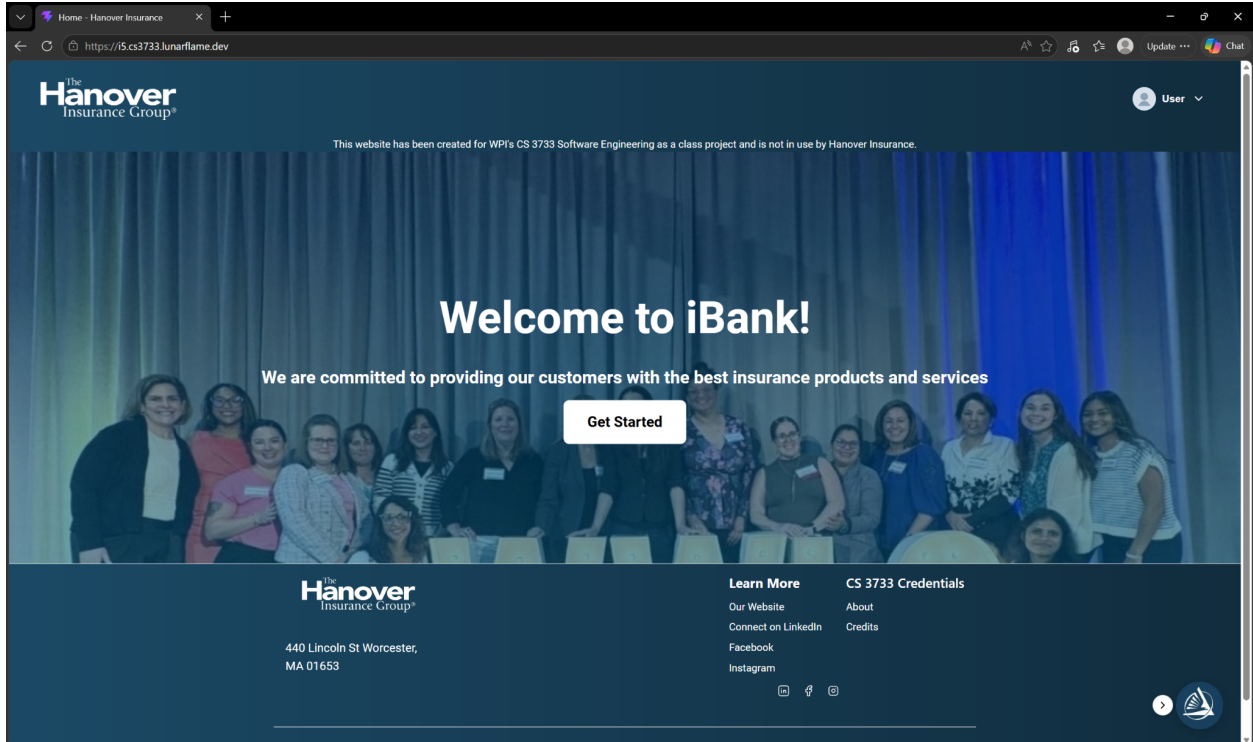 Home - Hanover Insurance
https://i5.cs3733.lunarflame.dev
Update
Chat
The
Hanover
Insurance Group®
User
This website has been created for WPI's CS 3733 Software Engineering as a class project and is not in use by Hanover Insurance.
Welcome to iBank!
We are committed to providing our customers with the best insurance products and services
Get Started
The
Hanover
Insurance Group®
440 Lincoln St Worcester,
MA 01653
Learn More
Our Website
Connect on LinkedIn
Facebook
Instagram
CS 3733 Credentials
About
Credits